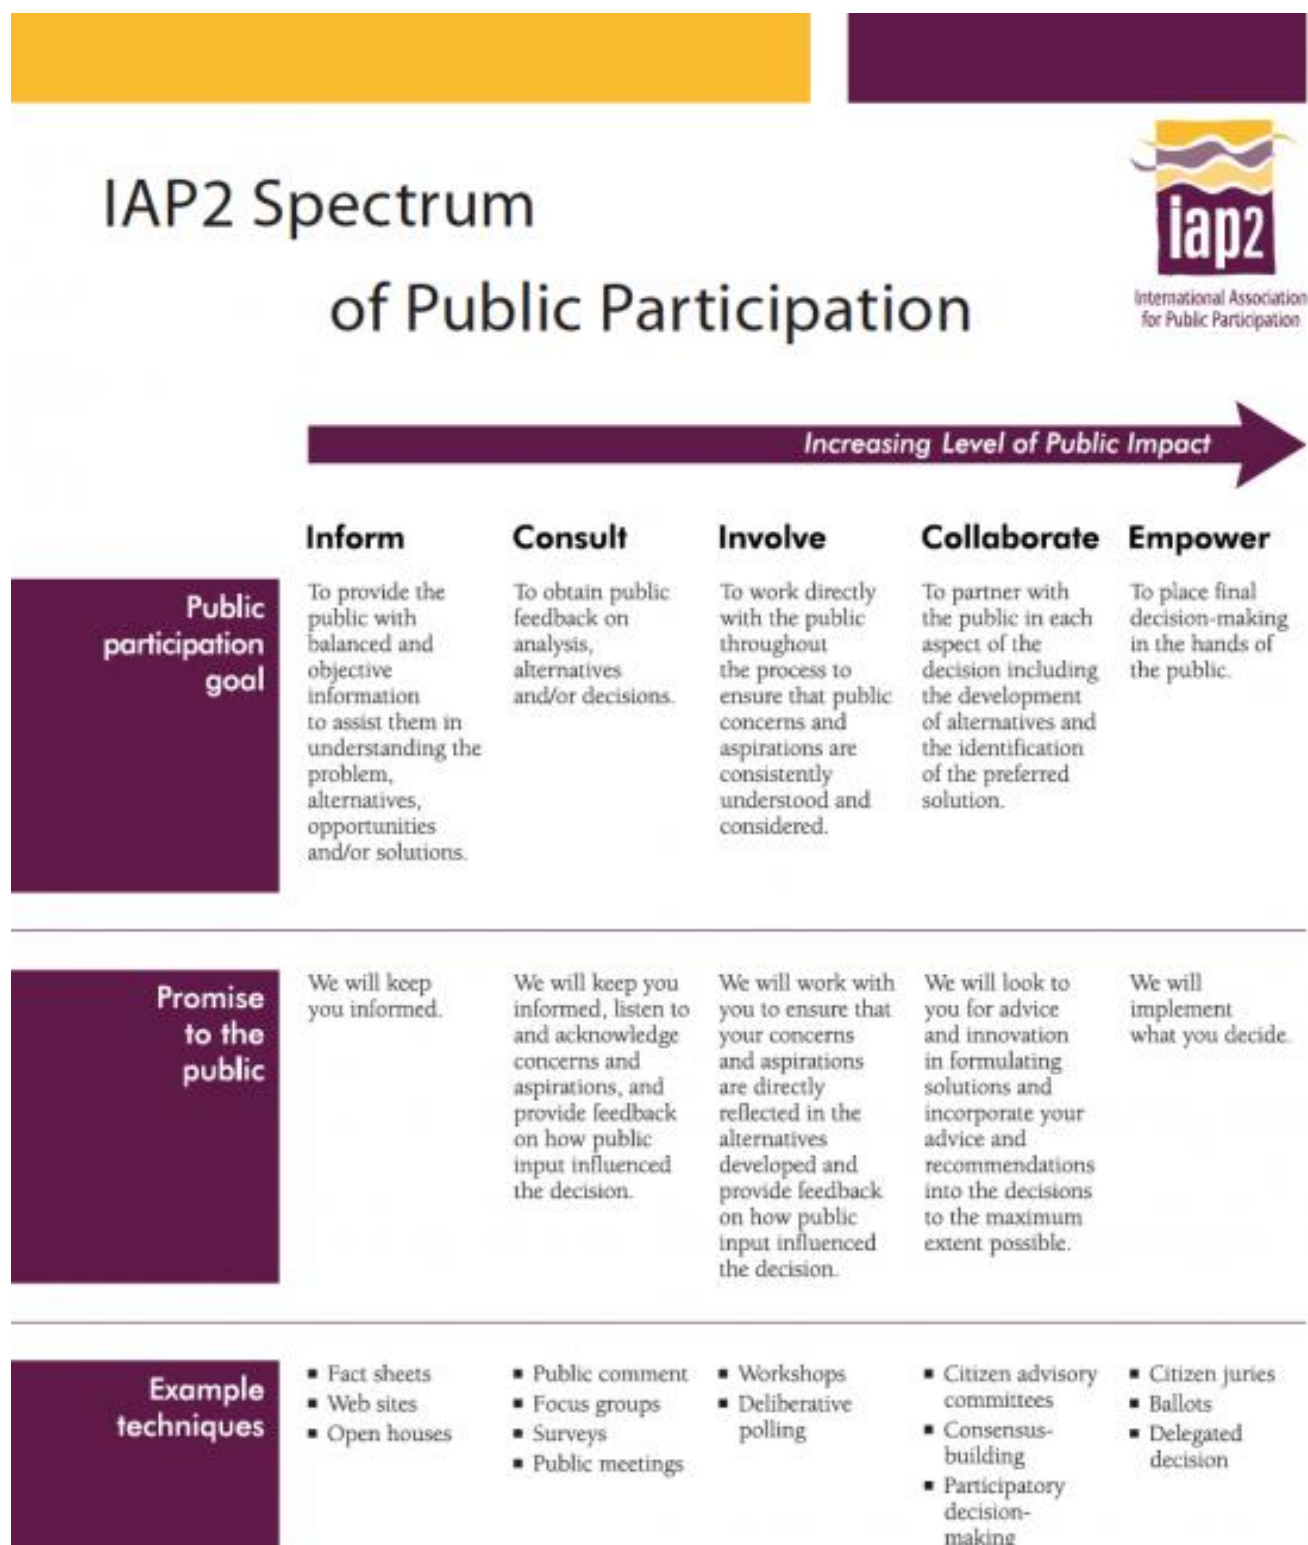 IAP2 Spectrum
of Public Participation
iap2
International Association
for Public Participation
Increasing Level of Public Impact
Inform
Consult
Involve
Collaborate
Empower
Public
participation
goal
To provide the
public with
balanced and
objective
information
to assist them in
understanding the
problem,
alternatives,
opportunities
and/or solutions.
To obtain public
feedback on
analysis,
alternatives
and/or decisions.
To work directly
with the public
throughout
the process to
ensure that public
concerns and
aspirations are
consistently
understood and
considered.
To partner with
the public in each
aspect of the
decision including
the development
of alternatives and
the identification
of the preferred
solution.
To place final
decision-making
in the hands of
the public.
Promise
to the
public
We will keep
you informed.
We will keep you
informed, listen to
and acknowledge
concerns and
aspirations, and
provide feedback
on how public
input influenced
the decision.
We will work with
you to ensure that
your concerns
and aspirations
are directly
reflected in the
alternatives
developed and
provide feedback
on how public
input influenced
the decision.
We will look to
you for advice
and innovation
in formulating
solutions and
incorporate your
advice and
recommendations
into the decisions
to the maximum
extent possible.
We will
implement
what you decide.
Example
techniques
▪ Fact sheets
▪ Web sites
▪ Open houses
▪ Public comment
▪ Focus groups
▪ Surveys
▪ Public meetings
▪ Workshops
▪ Deliberative
polling
▪ Citizen advisory
committees
▪ Consensus-
building
▪ Participatory
decision-
making
▪ Citizen juries
▪ Ballots
▪ Delegated
decision